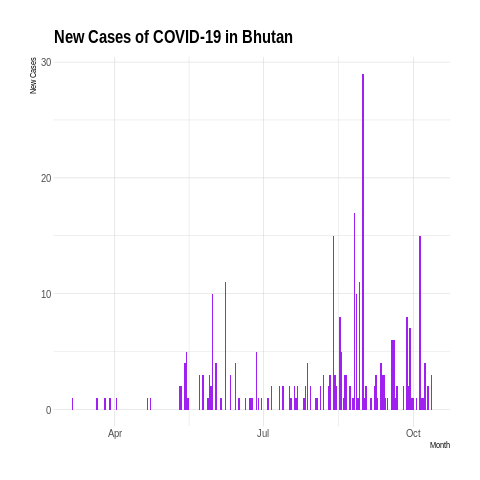 New Cases of COVID-19 in Bhutan
New Cases
30
20
10
0
Apr
Jul
Oct
Month